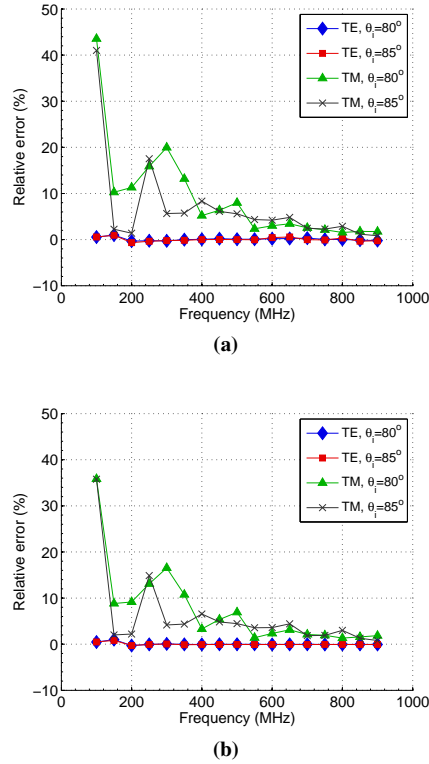 50
40
30
20
10
0
−10
Relative error (%)
TE, θi=80°
TE, θi=85°
TM, θi=80°
TM, θi=85°
0 200 400 600 800 1000
Frequency (MHz)
(a)
50
40
30
20
10
0
−10
Relative error (%)
TE, θi=80°
TE, θi=85°
TM, θi=80°
TM, θi=85°
0 200 400 600 800 1000
Frequency (MHz)
(b)